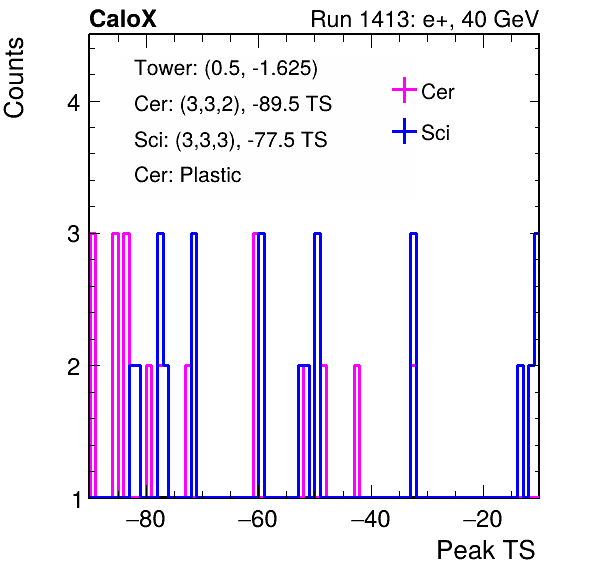 CaloX Run 1413: e+, 40 GeV
Counts
Tower: (0.5, -1.625)
Cer: (3,3,2), -89.5 TS
Sci: (3,3,3), -77.5 TS
Cer: Plastic
Cer
Sci
4
3
2
1
−80 −60 −40 −20
Peak TS